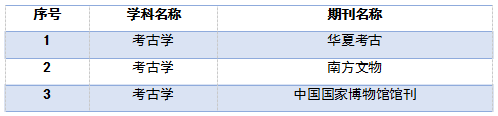 序号 学科名称 期刊名称
1 考古学 华夏考古
2 考古学 南方文物
3 考古学 中国国家博物馆馆刊